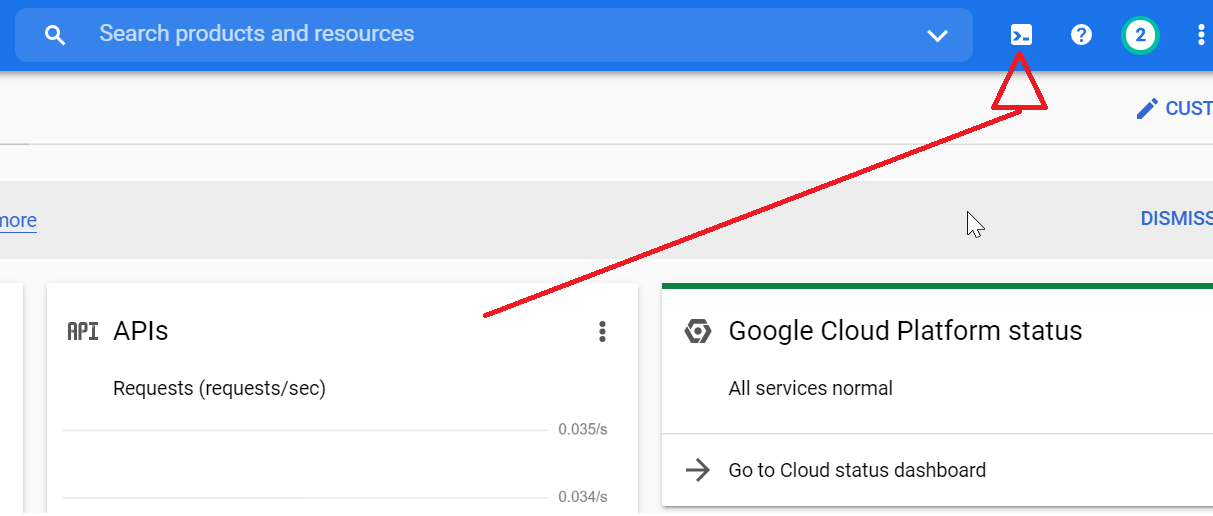 Search products and resources
2
CUST
more
DISMISS
API APIs
Requests (requests/sec)
0.035/s
0.034/s
Google Cloud Platform status
All services normal
Go to Cloud status dashboard